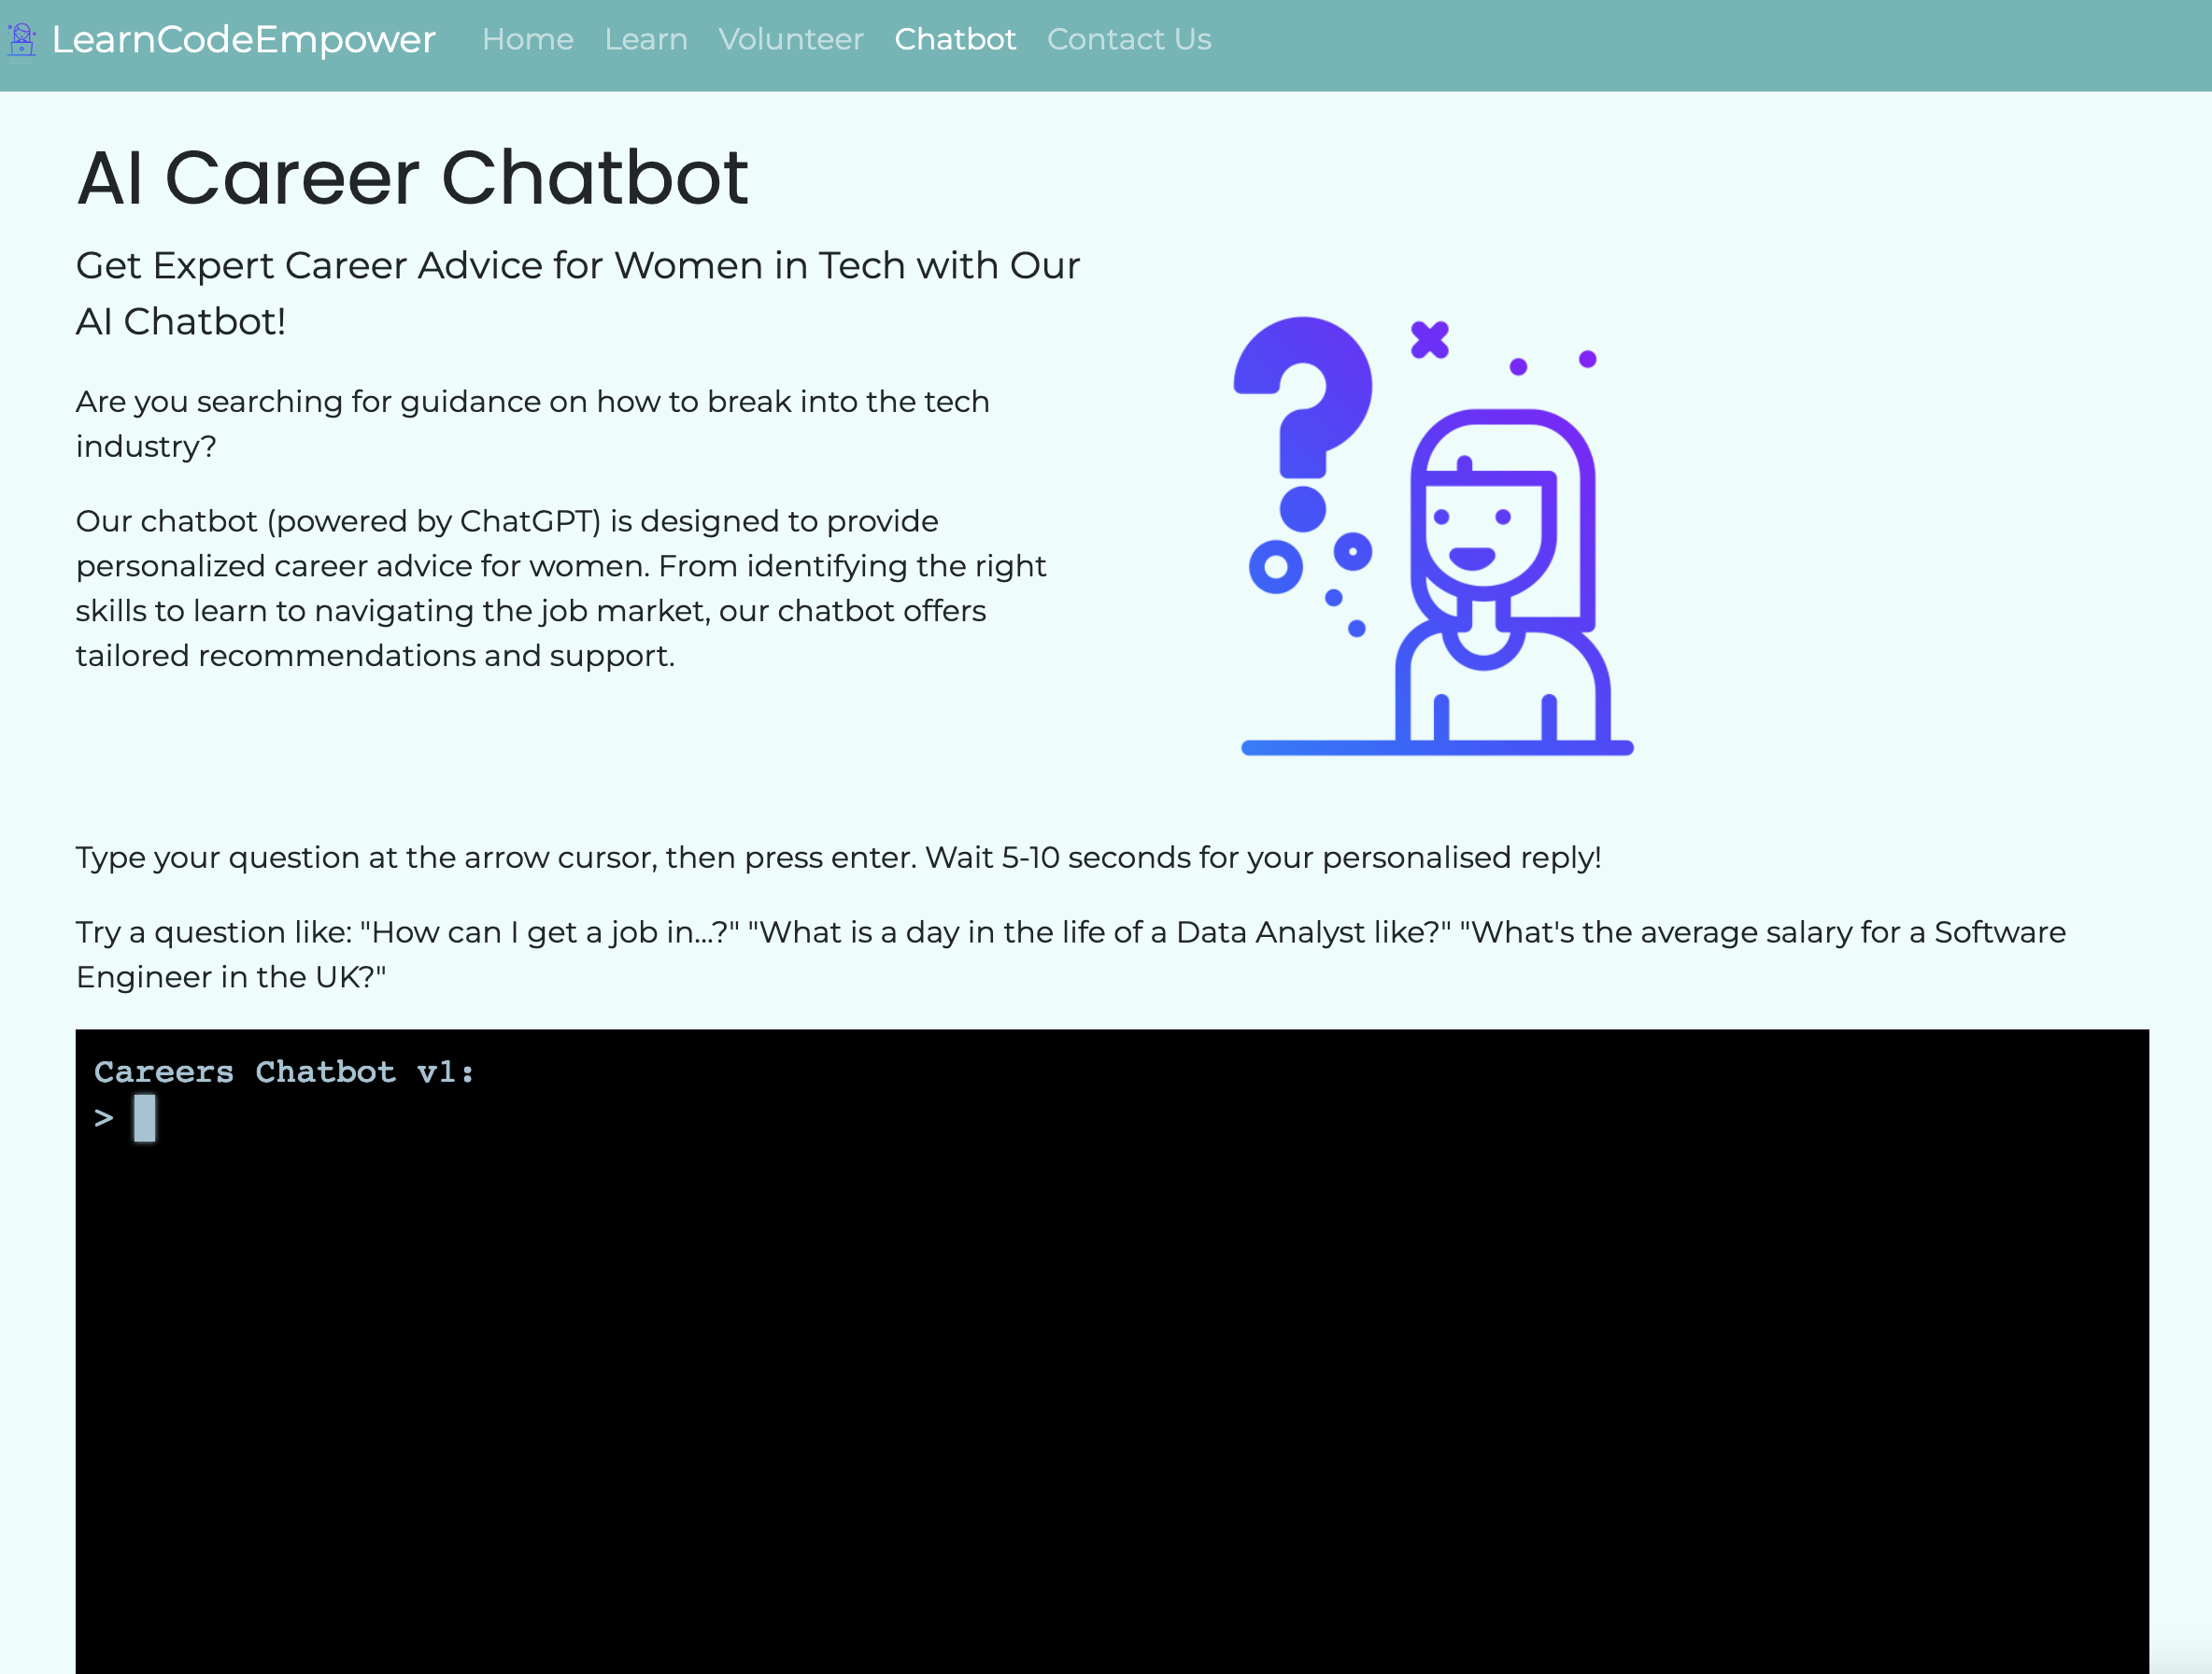 LearnCodeEmpower Home Learn Volunteer Chatbot Contact Us
AI Career Chatbot
Get Expert Career Advice for Women in Tech with Our
AI Chatbot!
Are you searching for guidance on how to break into the tech
industry?
Our chatbot (powered by ChatGPT) is designed to provide
personalized career advice for women. From identifying the right
skills to learn to navigating the job market, our chatbot offers
tailored recommendations and support.
Type your question at the arrow cursor, then press enter. Wait 5-10 seconds for your personalised reply!
Try a question like: "How can I get a job in...?" "What is a day in the life of a Data Analyst like?" "What's the average salary for a Software
Engineer in the UK?"
Careers Chatbot v1:
>